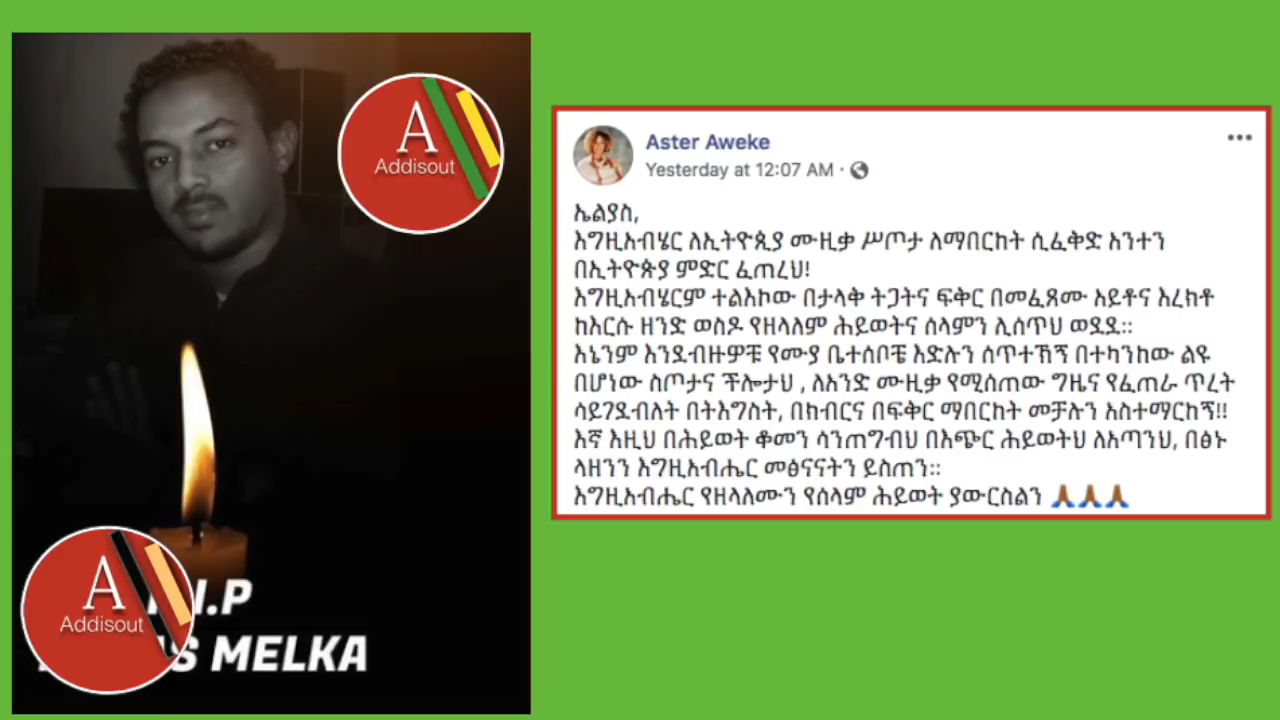 A
Addisout
A
Addisout
I.P
S MELKA
Aster Aweke
Yesterday at 12:07 AM
ኤልያስ,
እግዚአብሄር ለኢትዮጲያ ሙዚቃ ሥጦታ ለማበርከት ሲፈቅድ አንተን
በኢትዮጵያ ምድር ፈጠረህ!
እግዚአብሄርም ተልእኮው በታላቅ ትጋትና ፍቅር በመፈጸሙ አይቶና እረክቶ
ከእርሱ ዘንድ ወስዶ የዘላለም ሕይወትና ሰላምን ሊሰጥህ ወደደ።
እኔንም እንደብዙዎቹ የሙያ ቤተሰቦቼ እድሉን ሰጥተኸኝ በተካንከው ልዩ
በሆነው ስጦታና ችሎታህ , ለአንድ ሙዚቃ የሚሰጠው ግዜና የፈጠራ ጥረት
ሳይገደብለት በትእግስት, በክብርና በፍቅር ማበርከት መቻሉን አስተማርከኝ!!
እኛ እዚህ በሕይወት ቆመን ሳንጠግብህ በአጭር ሕይወትህ ለአጣንህ, በፅኑ
ላዘንን እግዚአብሔር መፅናናትን ይስጠን።
እግዚአብሔር የዘላለሙን የሰላም ሕይወት ያውርስልን 🙏🏾🙏🏾🙏🏾